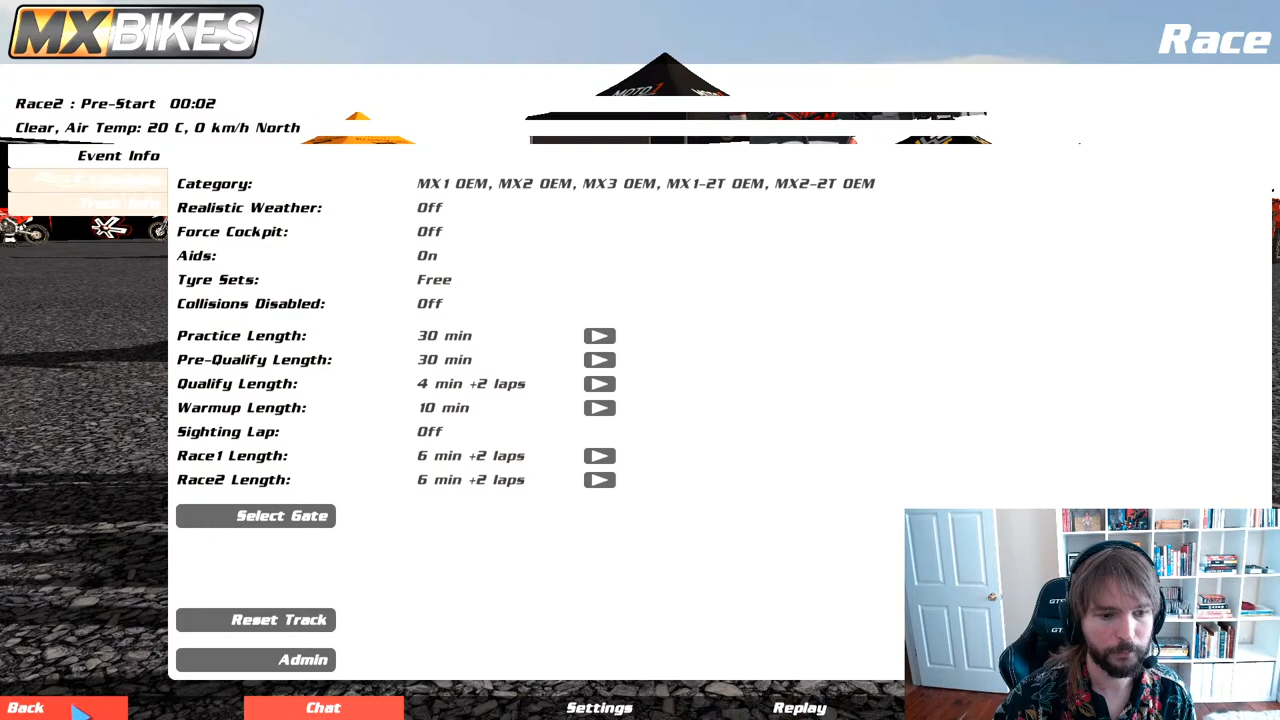 MX BIKES
Race
Race2 : Pre-Start 00:02
Clear, Air Temp: 20 C, 0 km/h North
MOTO1
Event Info
Track Info
Category: MX1 OEM, MX2 OEM, MX3 OEM, MX1-2T OEM, MX2-2T OEM
Realistic Weather: Off
Force Cockpit: Off
Aids: On
Tyre Sets: Free
Collisions Disabled: Off
Practice Length: 30 min
Pre-Qualify Length: 30 min
Qualify Length: 4 min +2 laps
Warmup Length: 10 min
Sighting Lap: Off
Race1 Length: 6 min +2 laps
Race2 Length: 6 min +2 laps
Select Gate
Reset Track
Admin
Back
Chat
Settings
Replay